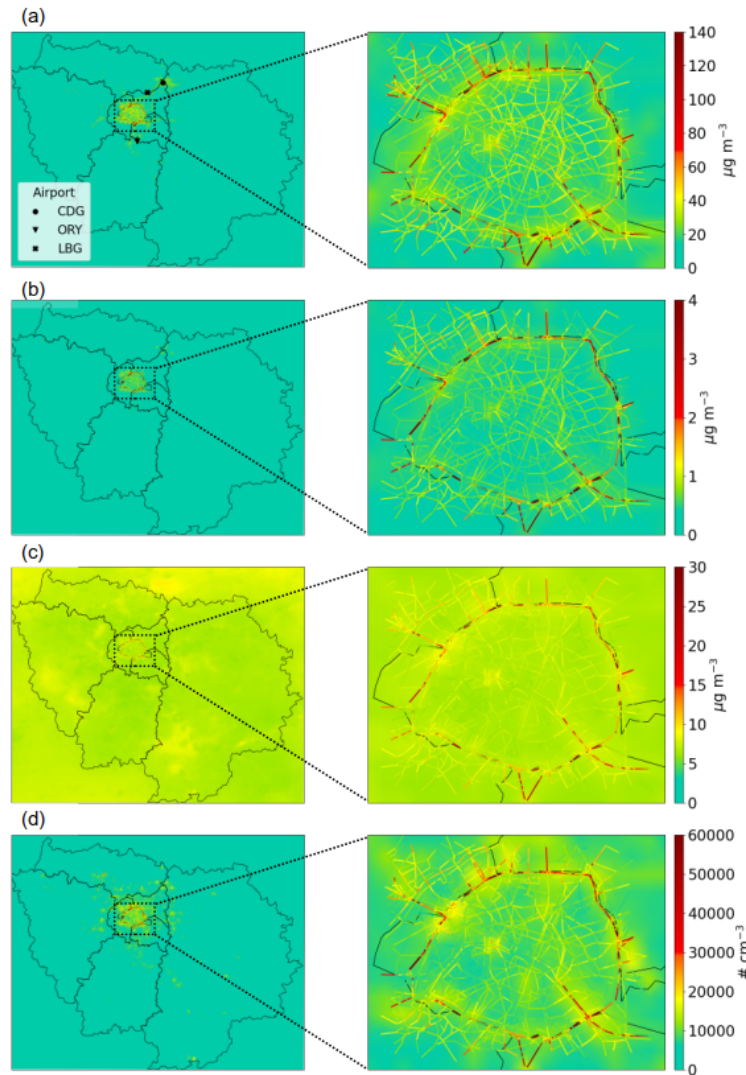 (a)
Airport
CDG
ORY
LBG
140
120
100
80
60
40
20
0
μg m⁻³
(b)
4
3
2
1
0
μg m⁻³
(c)
30
25
20
15
10
5
0
μg m⁻³
(d)
60000
50000
40000
30000
20000
10000
0
# cm⁻³